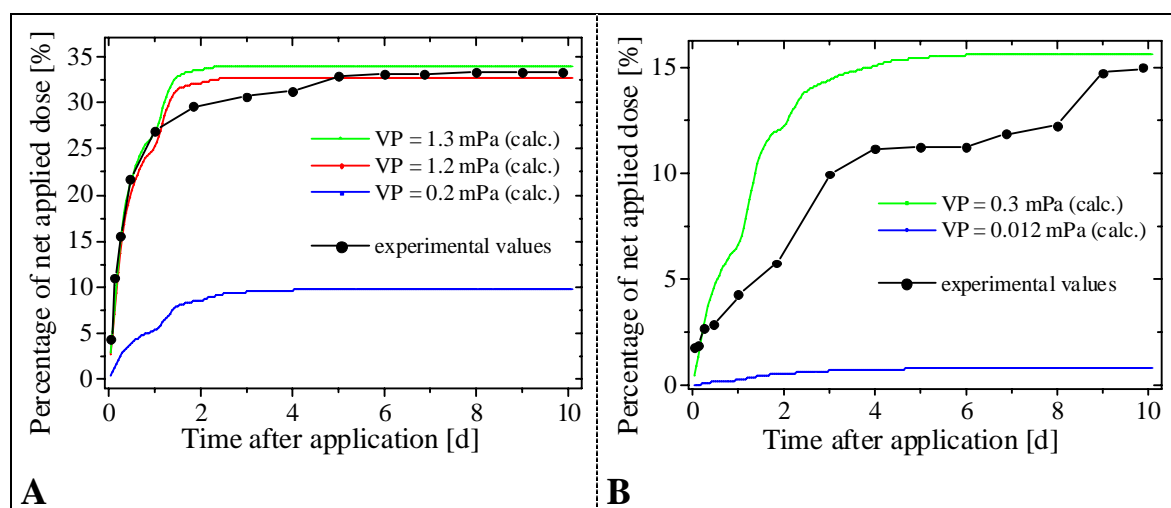 Percentage of net applied dose [%]
35
30
25
20
15
10
5
0
VP = 1.3 mPa (calc.)
VP = 1.2 mPa (calc.)
VP = 0.2 mPa (calc.)
experimental values
0 2 4 6 8 10
Time after application [d]
A
Percentage of net applied dose [%]
15
10
5
0
VP = 0.3 mPa (calc.)
VP = 0.012 mPa (calc.)
experimental values
0 2 4 6 8 10
Time after application [d]
B